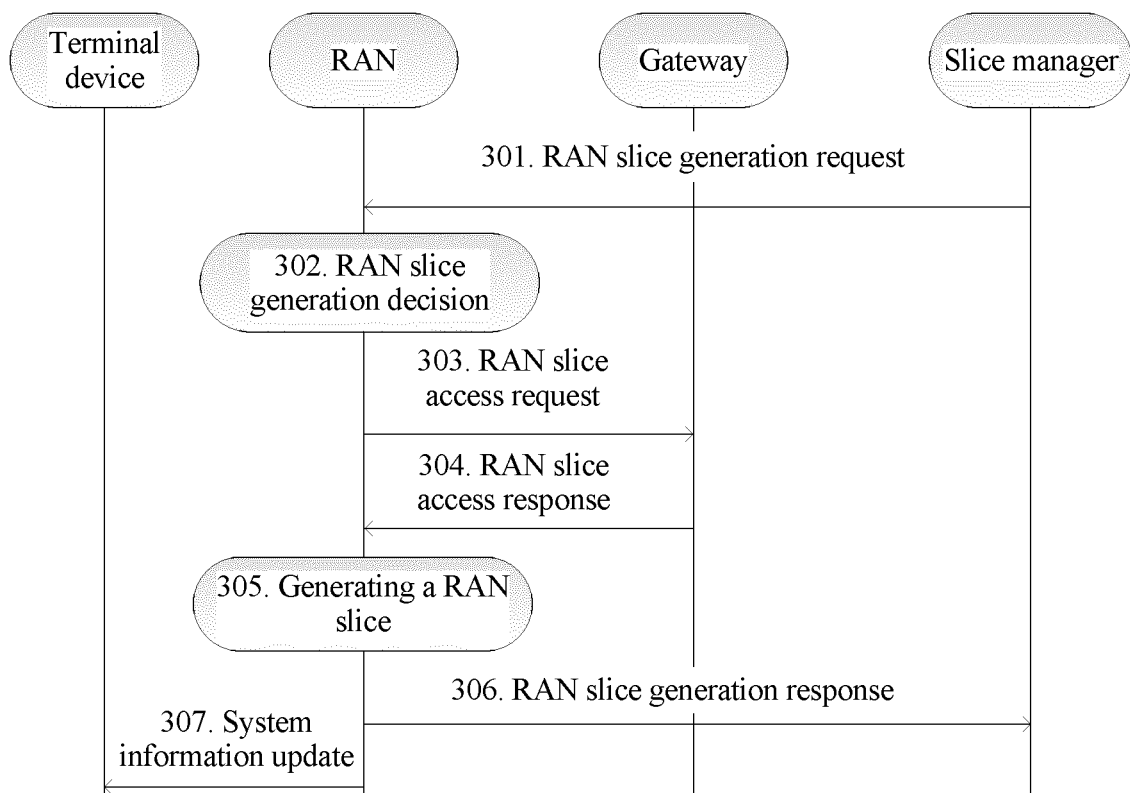 Terminal
device
RAN
Gateway
Slice manager
301. RAN slice generation request
302. RAN slice
generation decision
303. RAN slice
access request
304. RAN slice
access response
305. Generating a RAN
slice
306. RAN slice generation response
307. System
information update